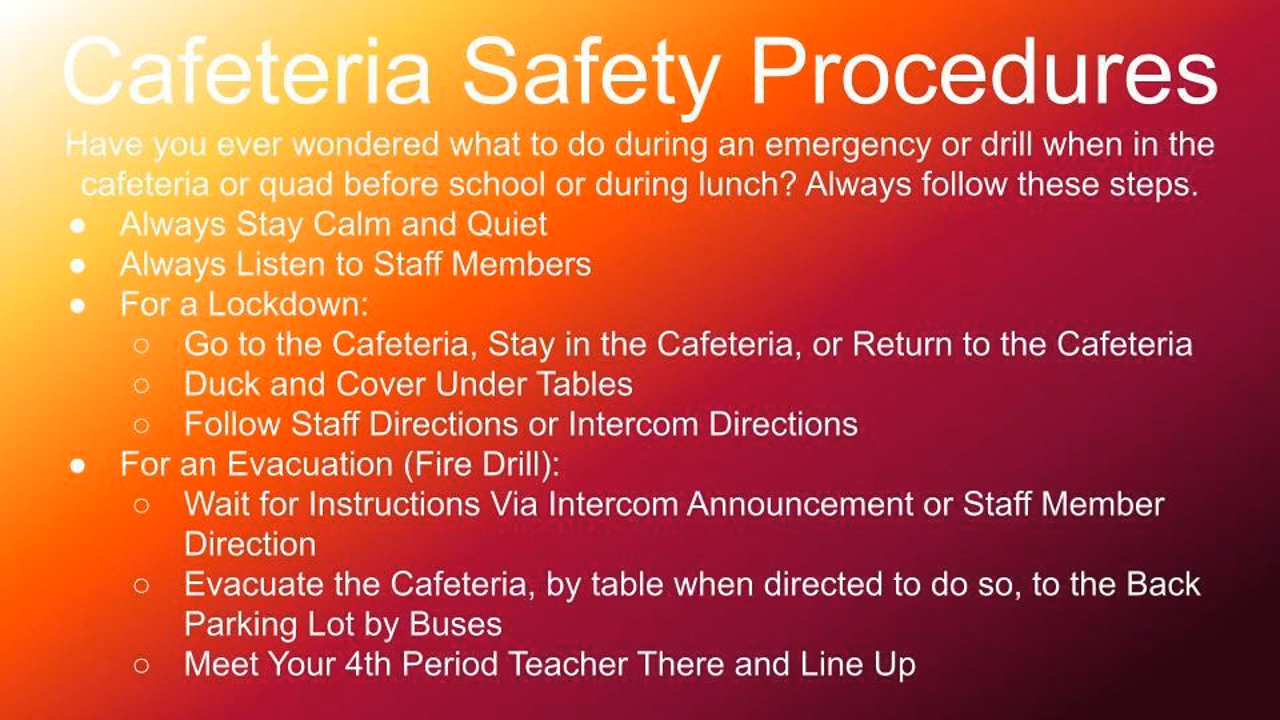 Cafeteria Safety Procedures
Have you ever wondered what to do during an emergency or drill when in the
cafeteria or quad before school or during lunch? Always follow these steps.
● Always Stay Calm and Quiet
● Always Listen to Staff Members
● For a Lockdown:
○ Go to the Cafeteria, Stay in the Cafeteria, or Return to the Cafeteria
○ Duck and Cover Under Tables
○ Follow Staff Directions or Intercom Directions
● For an Evacuation (Fire Drill):
○ Wait for Instructions Via Intercom Announcement or Staff Member
Direction
○ Evacuate the Cafeteria, by table when directed to do so, to the Back
Parking Lot by Buses
○ Meet Your 4th Period Teacher There and Line Up